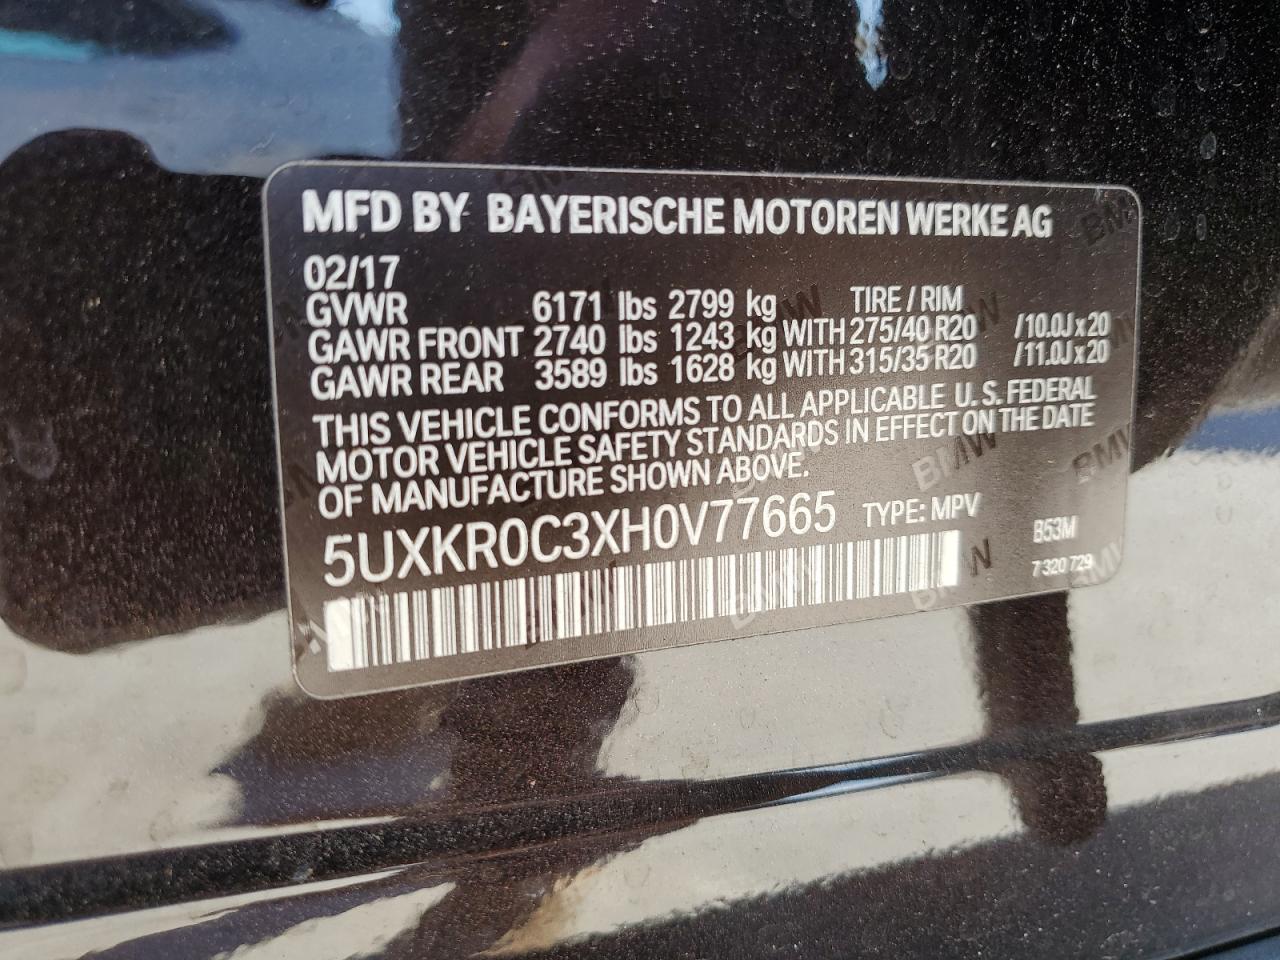 MFD BY BAYERISCHE MOTOREN WERKE AG
02/17
GVWR 6171 lbs 2799 kg TIRE / RIM
GAWR FRONT 2740 lbs 1243 kg WITH 275/40 R20 /10.0J x 20
GAWR REAR 3589 lbs 1628 kg WITH 315/35 R20 /11.0J x 20
THIS VEHICLE CONFORMS TO ALL APPLICABLE U.S. FEDERAL
MOTOR VEHICLE SAFETY STANDARDS IN EFFECT ON THE DATE
OF MANUFACTURE SHOWN ABOVE.
5UXKR0C3XH0V77665 TYPE: MPV
B53M
7 320 729